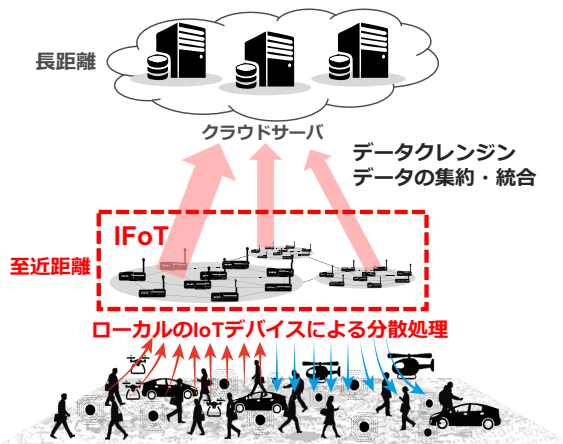 長距離
クラウドサーバ
データクレンジン
データの集約・統合
IFoT
至近距離
ローカルのIoTデバイスによる分散処理